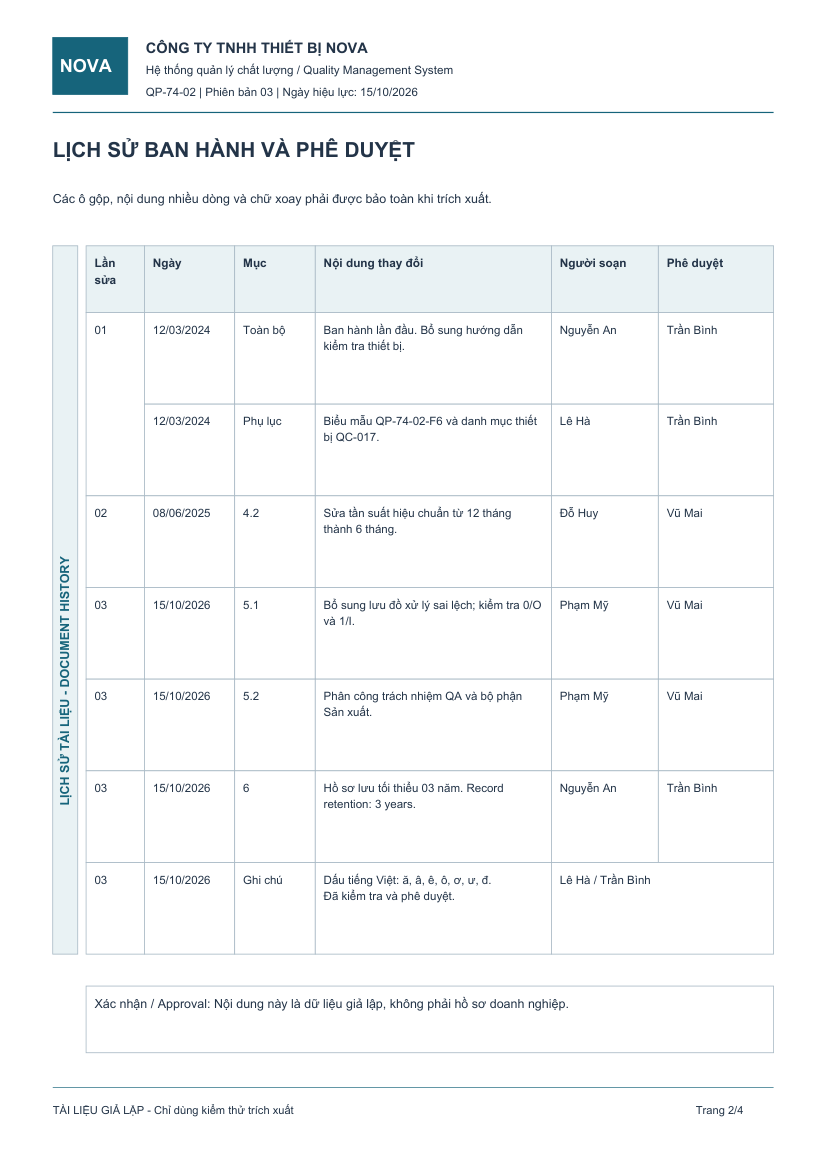 NOVA
CÔNG TY TNHH THIẾT BỊ NOVA
Hệ thống quản lý chất lượng / Quality Management System
QP-74-02 | Phiên bản 03 | Ngày hiệu lực: 15/10/2026
LỊCH SỬ BAN HÀNH VÀ PHÊ DUYỆT
Các ô gộp, nội dung nhiều dòng và chữ xoay phải được bảo toàn khi trích xuất.
LỊCH SỬ TÀI LIỆU - DOCUMENT HISTORY
Lần
sửa
Ngày
Mục
Nội dung thay đổi
Người soạn
Phê duyệt
01
12/03/2024
Toàn bộ
Ban hành lần đầu. Bổ sung hướng dẫn
kiểm tra thiết bị.
Nguyễn An
Trần Bình
12/03/2024
Phụ lục
Biểu mẫu QP-74-02-F6 và danh mục thiết
bị QC-017.
Lê Hà
Trần Bình
02
08/06/2025
4.2
Sửa tần suất hiệu chuẩn từ 12 tháng
thành 6 tháng.
Đỗ Huy
Vũ Mai
03
15/10/2026
5.1
Bổ sung lưu đồ xử lý sai lệch; kiểm tra 0/O
và 1/I.
Phạm Mỹ
Vũ Mai
03
15/10/2026
5.2
Phân công trách nhiệm QA và bộ phận
Sản xuất.
Phạm Mỹ
Vũ Mai
03
15/10/2026
6
Hồ sơ lưu tối thiểu 03 năm. Record
retention: 3 years.
Nguyễn An
Trần Bình
03
15/10/2026
Ghi chú
Dấu tiếng Việt: ă, â, ê, ô, ơ, ư, đ.
Đã kiểm tra và phê duyệt.
Lê Hà / Trần Bình
Xác nhận / Approval: Nội dung này là dữ liệu giả lập, không phải hồ sơ doanh nghiệp.
TÀI LIỆU GIẢ LẬP - Chỉ dùng kiểm thử trích xuất
Trang 2/4